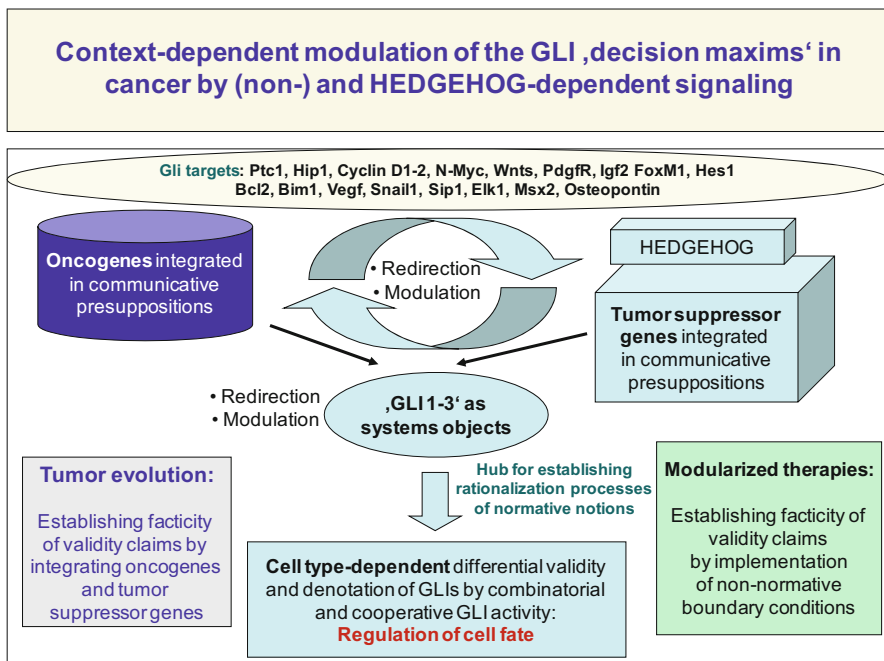 Context-dependent modulation of the GLI ‚decision maxims‘ in
cancer by (non-) and HEDGEHOG-dependent signaling
Gli targets: Ptc1, Hip1, Cyclin D1-2, N-Myc, Wnts, PdgfR, Igf2 FoxM1, Hes1
Bcl2, Bim1, Vegf, Snail1, Sip1, Elk1, Msx2, Osteopontin
Oncogenes integrated
in communicative
presuppositions
• Redirection
• Modulation
HEDGEHOG
Tumor suppressor
genes integrated
in communicative
presuppositions
• Redirection
• Modulation
‚GLI 1-3‘ as
systems objects
Hub for establishing
rationalization processes
of normative notions
Tumor evolution:
Establishing facticity
of validity claims by
integrating oncogenes
and tumor
suppressor genes
Cell type-dependent differential validity
and denotation of GLIs by combinatorial
and cooperative GLI activity:
Regulation of cell fate
Modularized therapies:
Establishing facticity of
validity claims
by implementation
of non-normative
boundary conditions